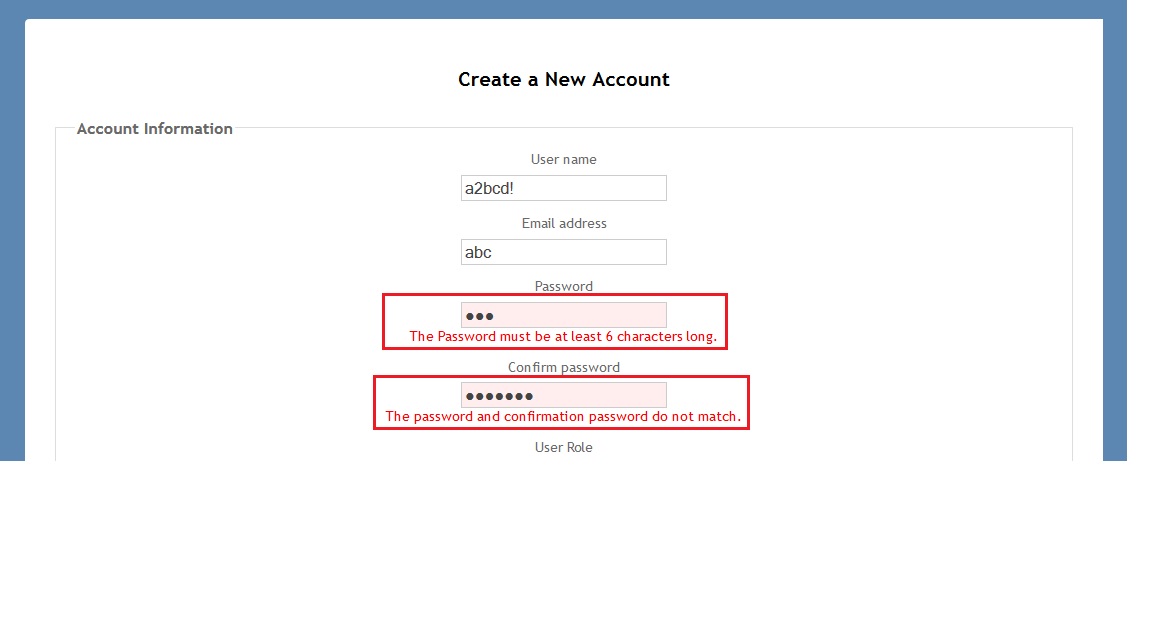 Create a New Account
Account Information
User name
a2bcd!
Email address
abc
Password
●●●
The Password must be at least 6 characters long.
Confirm password
●●●●●●●
The password and confirmation password do not match.
User Role